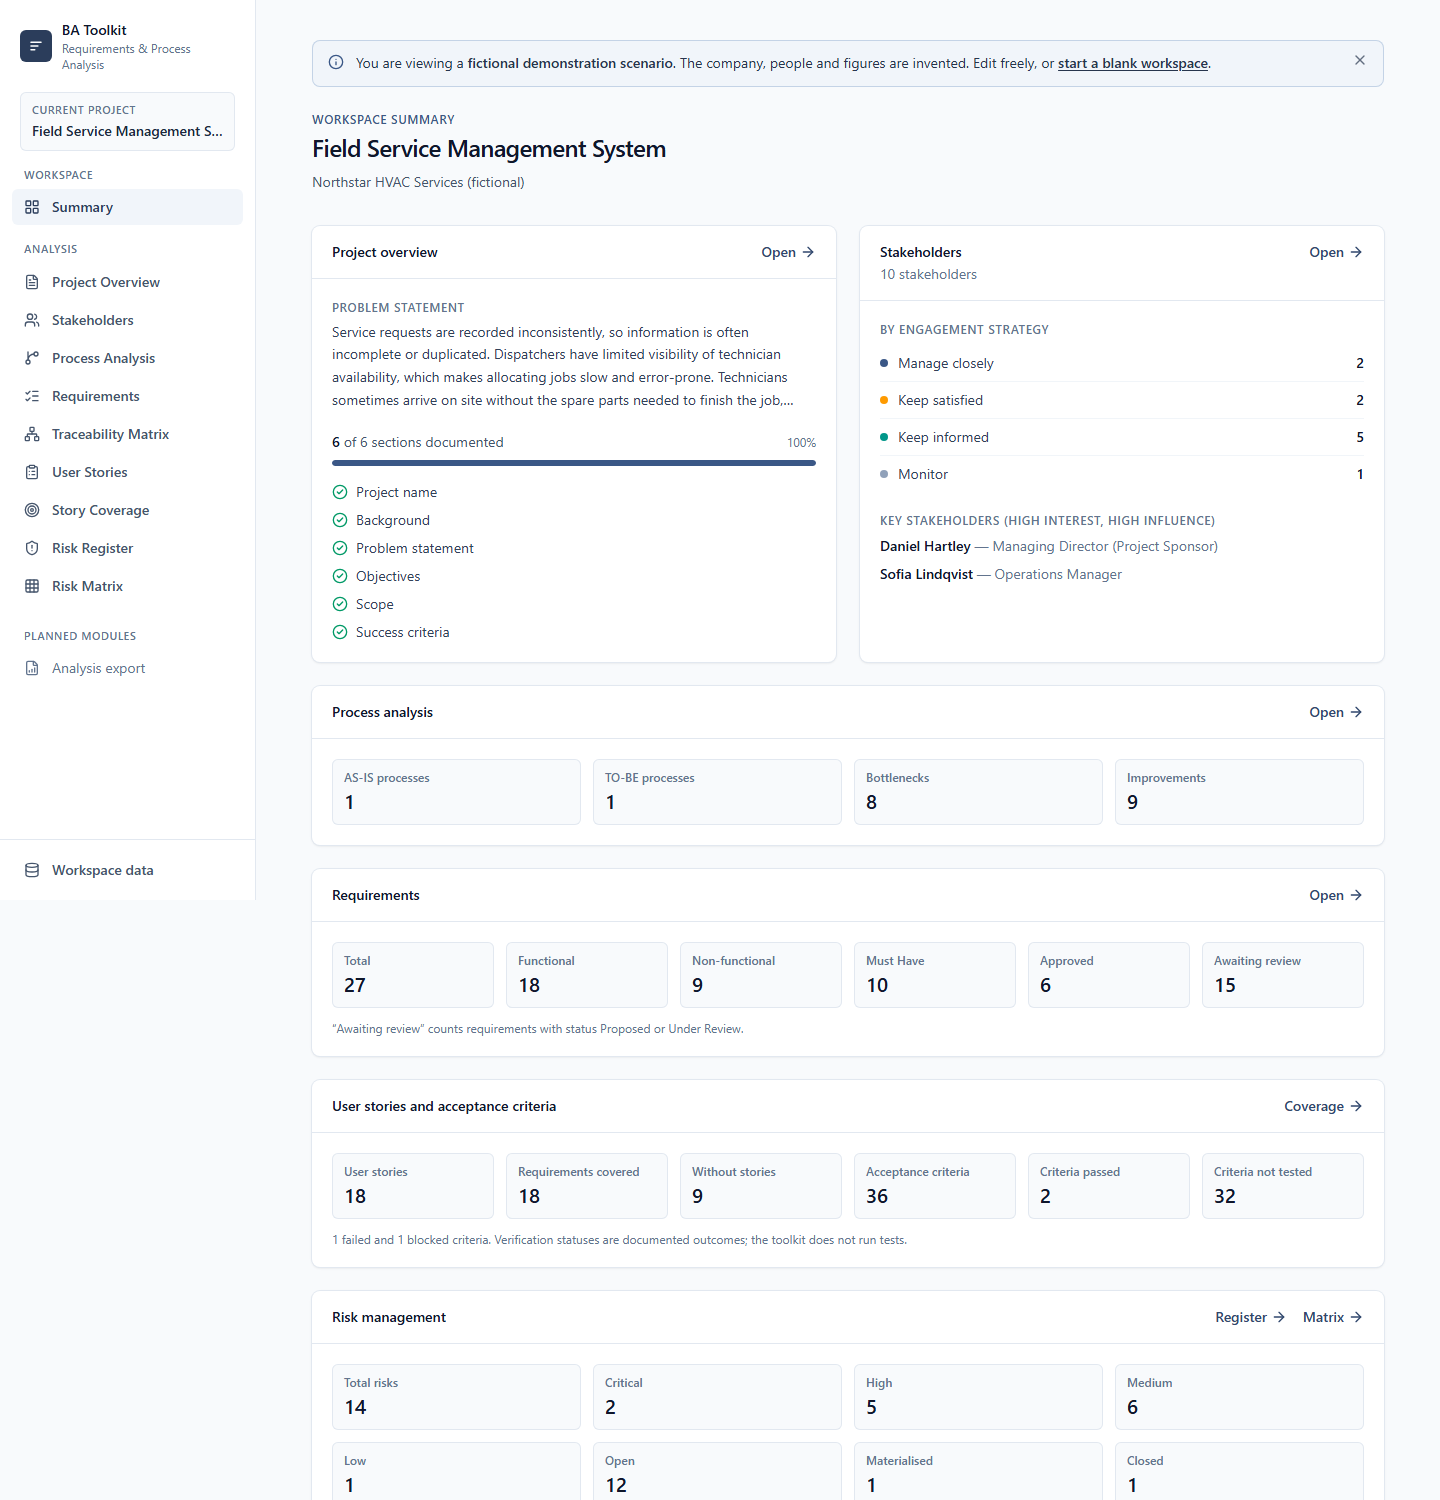 BA Toolkit
Requirements & Process
Analysis
CURRENT PROJECT
Field Service Management S...
WORKSPACE
Summary
ANALYSIS
Project Overview
Stakeholders
Process Analysis
Requirements
Traceability Matrix
User Stories
Story Coverage
Risk Register
Risk Matrix
PLANNED MODULES
Analysis export
Workspace data
You are viewing a fictional demonstration scenario. The company, people and figures are invented. Edit freely, or start a blank workspace.
WORKSPACE SUMMARY
Field Service Management System
Northstar HVAC Services (fictional)
Project overview
Open
PROBLEM STATEMENT
Service requests are recorded inconsistently, so information is often
incomplete or duplicated. Dispatchers have limited visibility of technician
availability, which makes allocating jobs slow and error-prone. Technicians
sometimes arrive on site without the spare parts needed to finish the job,...
6 of 6 sections documented
100%
Project name
Background
Problem statement
Objectives
Scope
Success criteria
Stakeholders
Open
10 stakeholders
BY ENGAGEMENT STRATEGY
Manage closely 2
Keep satisfied 2
Keep informed 5
Monitor 1
KEY STAKEHOLDERS (HIGH INTEREST, HIGH INFLUENCE)
Daniel Hartley — Managing Director (Project Sponsor)
Sofia Lindqvist — Operations Manager
Process analysis
Open
AS-IS processes
1
TO-BE processes
1
Bottlenecks
8
Improvements
9
Requirements
Open
Total
27
Functional
18
Non-functional
9
Must Have
10
Approved
6
Awaiting review
15
"Awaiting review" counts requirements with status Proposed or Under Review.
User stories and acceptance criteria
Coverage
User stories
18
Requirements covered
18
Without stories
9
Acceptance criteria
36
Criteria passed
2
Criteria not tested
32
1 failed and 1 blocked criteria. Verification statuses are documented outcomes; the toolkit does not run tests.
Risk management
Register
Matrix
Total risks
14
Critical
2
High
5
Medium
6
Low
1
Open
12
Materialised
1
Closed
1